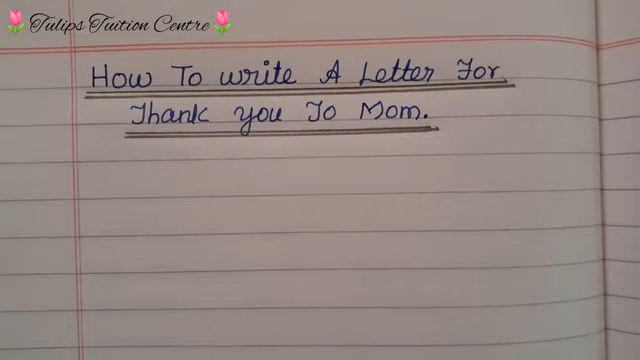 🌷Tulips Tuition Centre🌷
How To write A Letter For
Thank you To Mom.